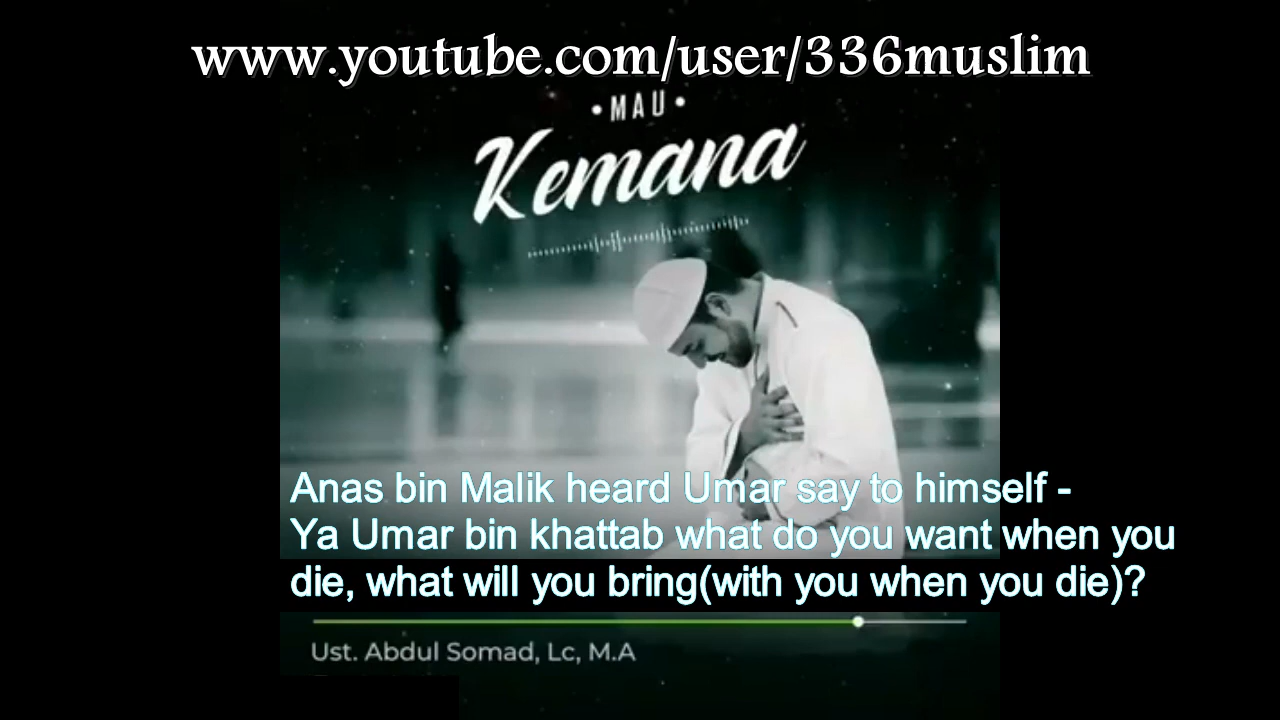 www.youtube.com/user/336muslim
• MAU •
Kemana
Anas bin Malik heard Umar say to himself -
Ya Umar bin khattab what do you want when you
die, what will you bring(with you when you die)?
Ust. Abdul Somad, Lc, M.A